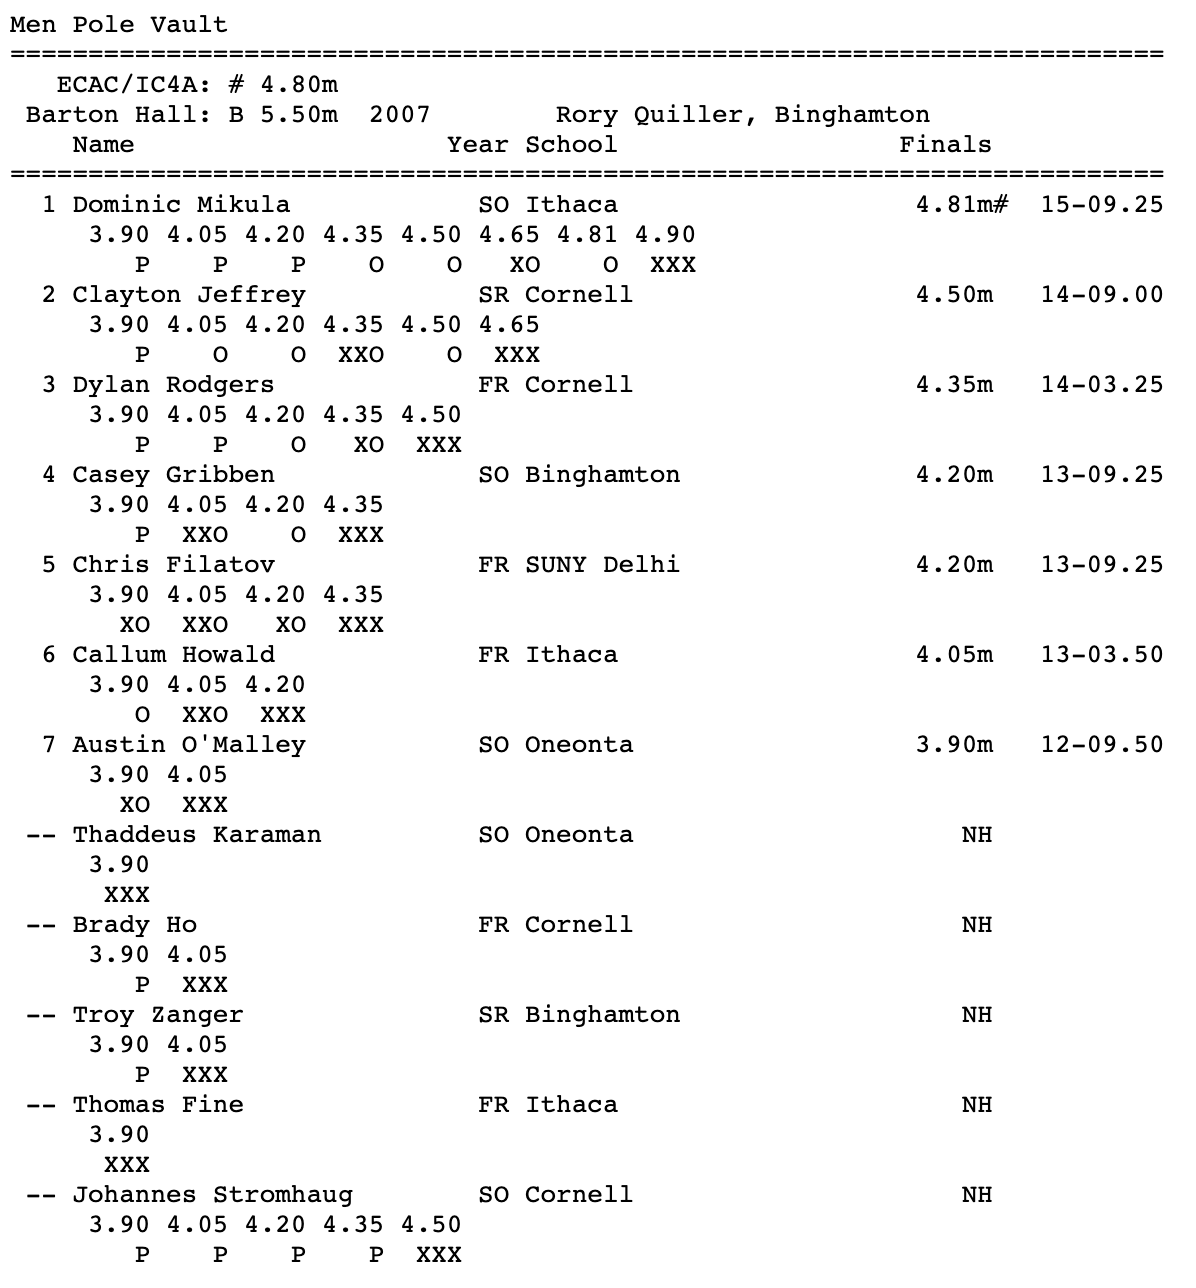 Men Pole Vault
==========================================================================
   ECAC/IC4A: # 4.80m
 Barton Hall: B 5.50m  2007        Rory Quiller, Binghamton
    Name                    Year School                  Finals
==========================================================================
  1 Dominic Mikula            SO Ithaca                   4.81m#  15-09.25
     3.90 4.05 4.20 4.35 4.50 4.65 4.81 4.90
        P    P    P    O    O   XO    O  XXX
  2 Clayton Jeffrey           SR Cornell                  4.50m   14-09.00
     3.90 4.05 4.20 4.35 4.50 4.65
        P    O    O  XXO    O  XXX
  3 Dylan Rodgers             FR Cornell                  4.35m   14-03.25
     3.90 4.05 4.20 4.35 4.50
        P    P    O   XO  XXX
  4 Casey Gribben             SO Binghamton               4.20m   13-09.25
     3.90 4.05 4.20 4.35
        P  XXO    O  XXX
  5 Chris Filatov             FR SUNY Delhi               4.20m   13-09.25
     3.90 4.05 4.20 4.35
       XO  XXO   XO  XXX
  6 Callum Howald             FR Ithaca                   4.05m   13-03.50
     3.90 4.05 4.20
        O  XXO  XXX
  7 Austin O'Malley           SO Oneonta                  3.90m   12-09.50
     3.90 4.05
       XO  XXX
 -- Thaddeus Karaman          SO Oneonta                     NH
     3.90
      XXX
 -- Brady Ho                  FR Cornell                     NH
     3.90 4.05
        P  XXX
 -- Troy Zanger               SR Binghamton                  NH
     3.90 4.05
        P  XXX
 -- Thomas Fine               FR Ithaca                      NH
     3.90
      XXX
 -- Johannes Stromhaug        SO Cornell                     NH
     3.90 4.05 4.20 4.35 4.50
        P    P    P    P  XXX